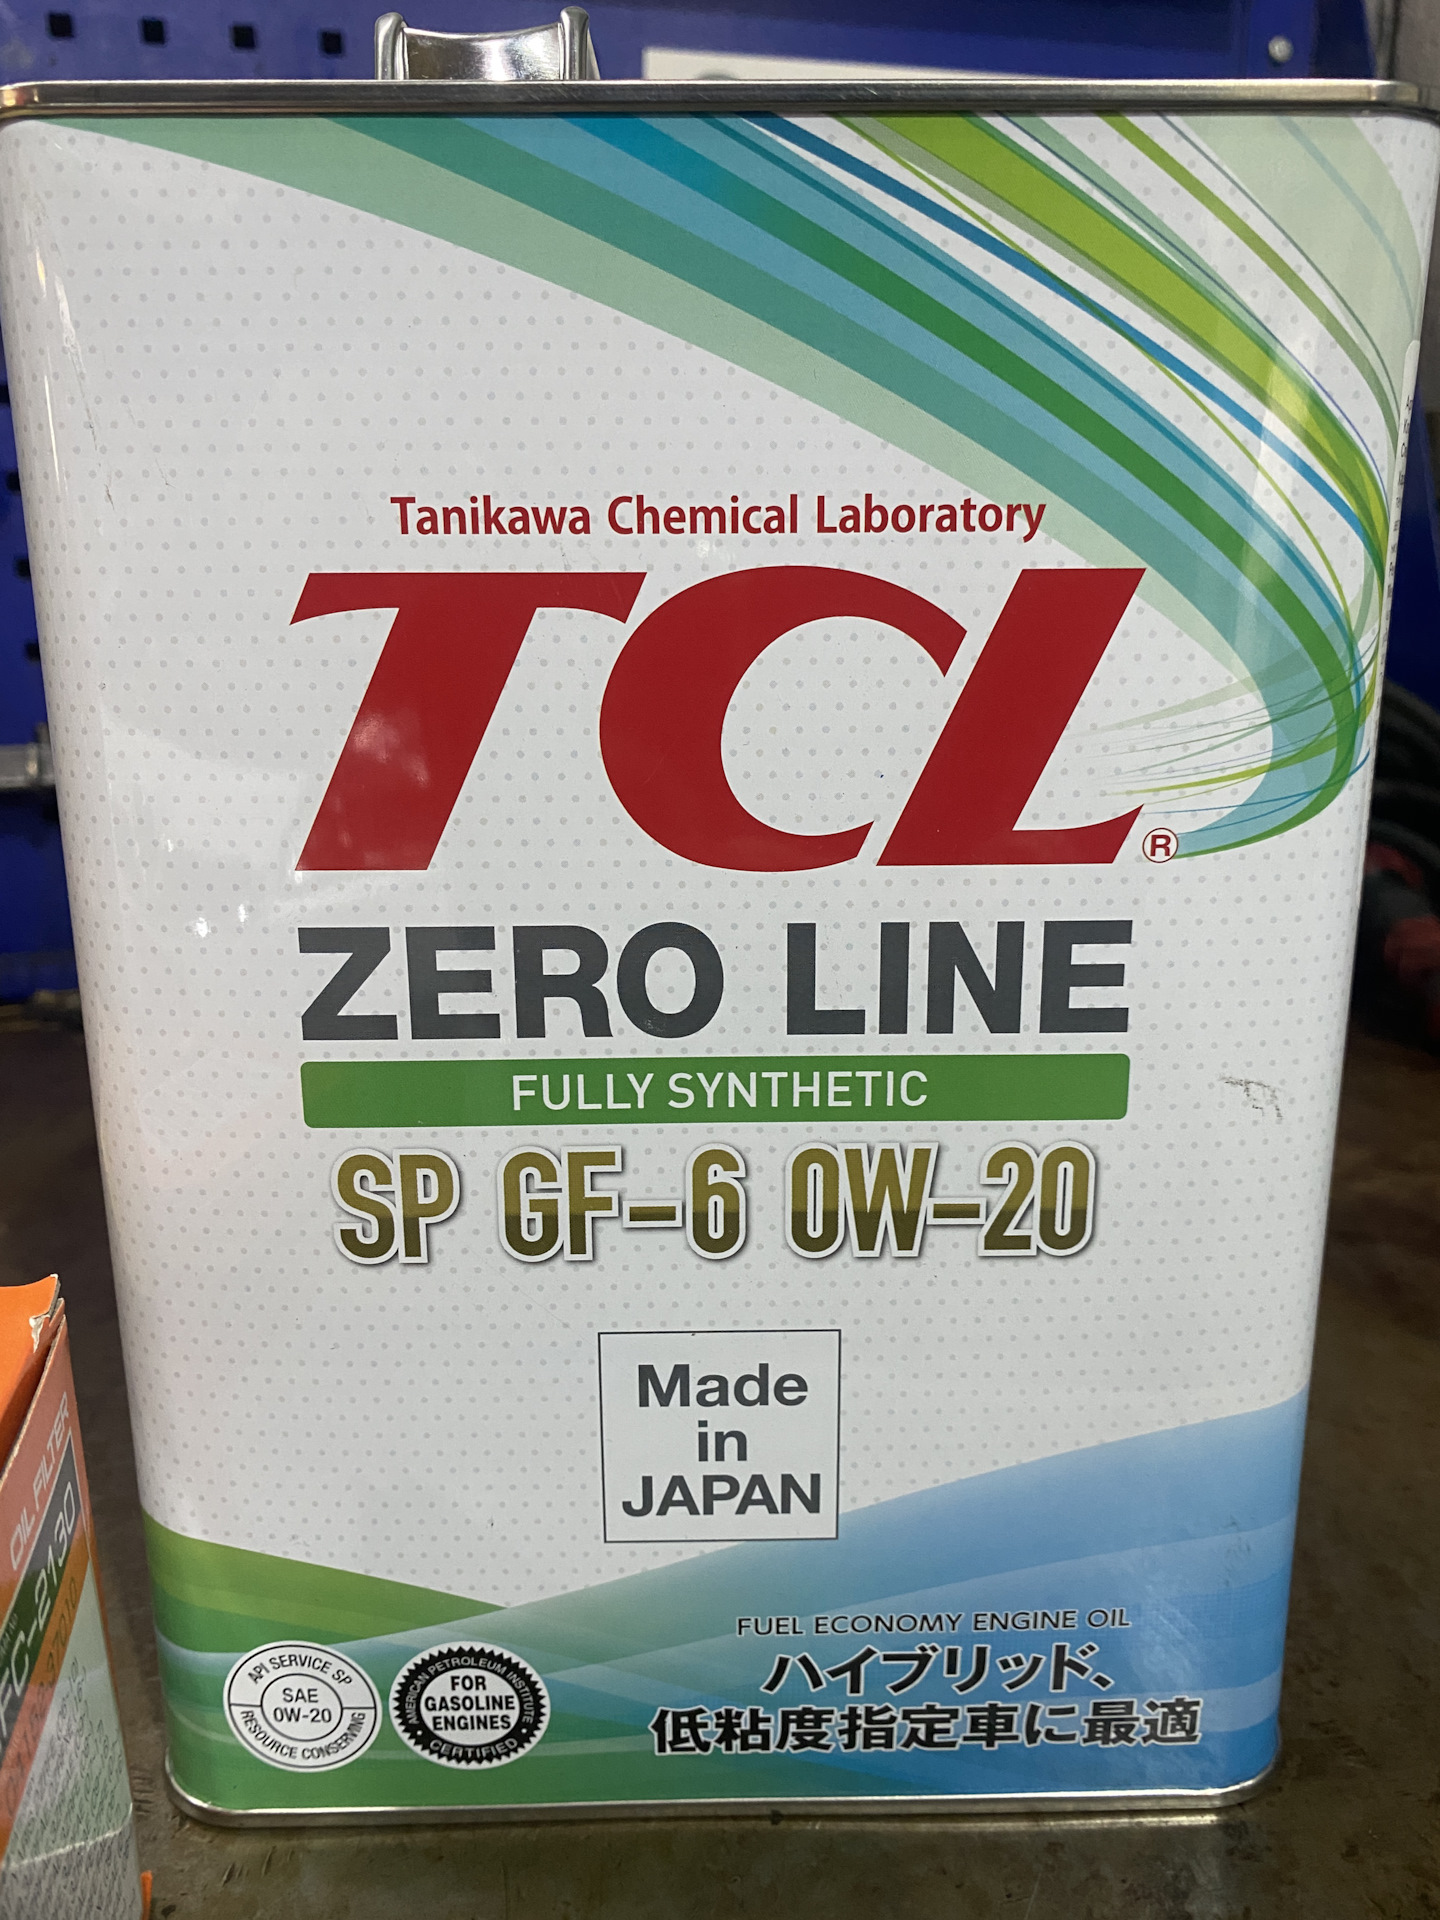 Tanikawa Chemical Laboratory
TCL®
ZERO LINE
FULLY SYNTHETIC
SP GF-6 0W-20
Made
in
JAPAN
FUEL ECONOMY ENGINE OIL
ハイブリッド、
低粘度指定車に最適
API SERVICE SP
SAE
0W-20
RESOURCE CONSERVING
AMERICAN PETROLEUM INSTITUTE
FOR
GASOLINE
ENGINES
CERTIFIED
OIL FILTER
FC-2130